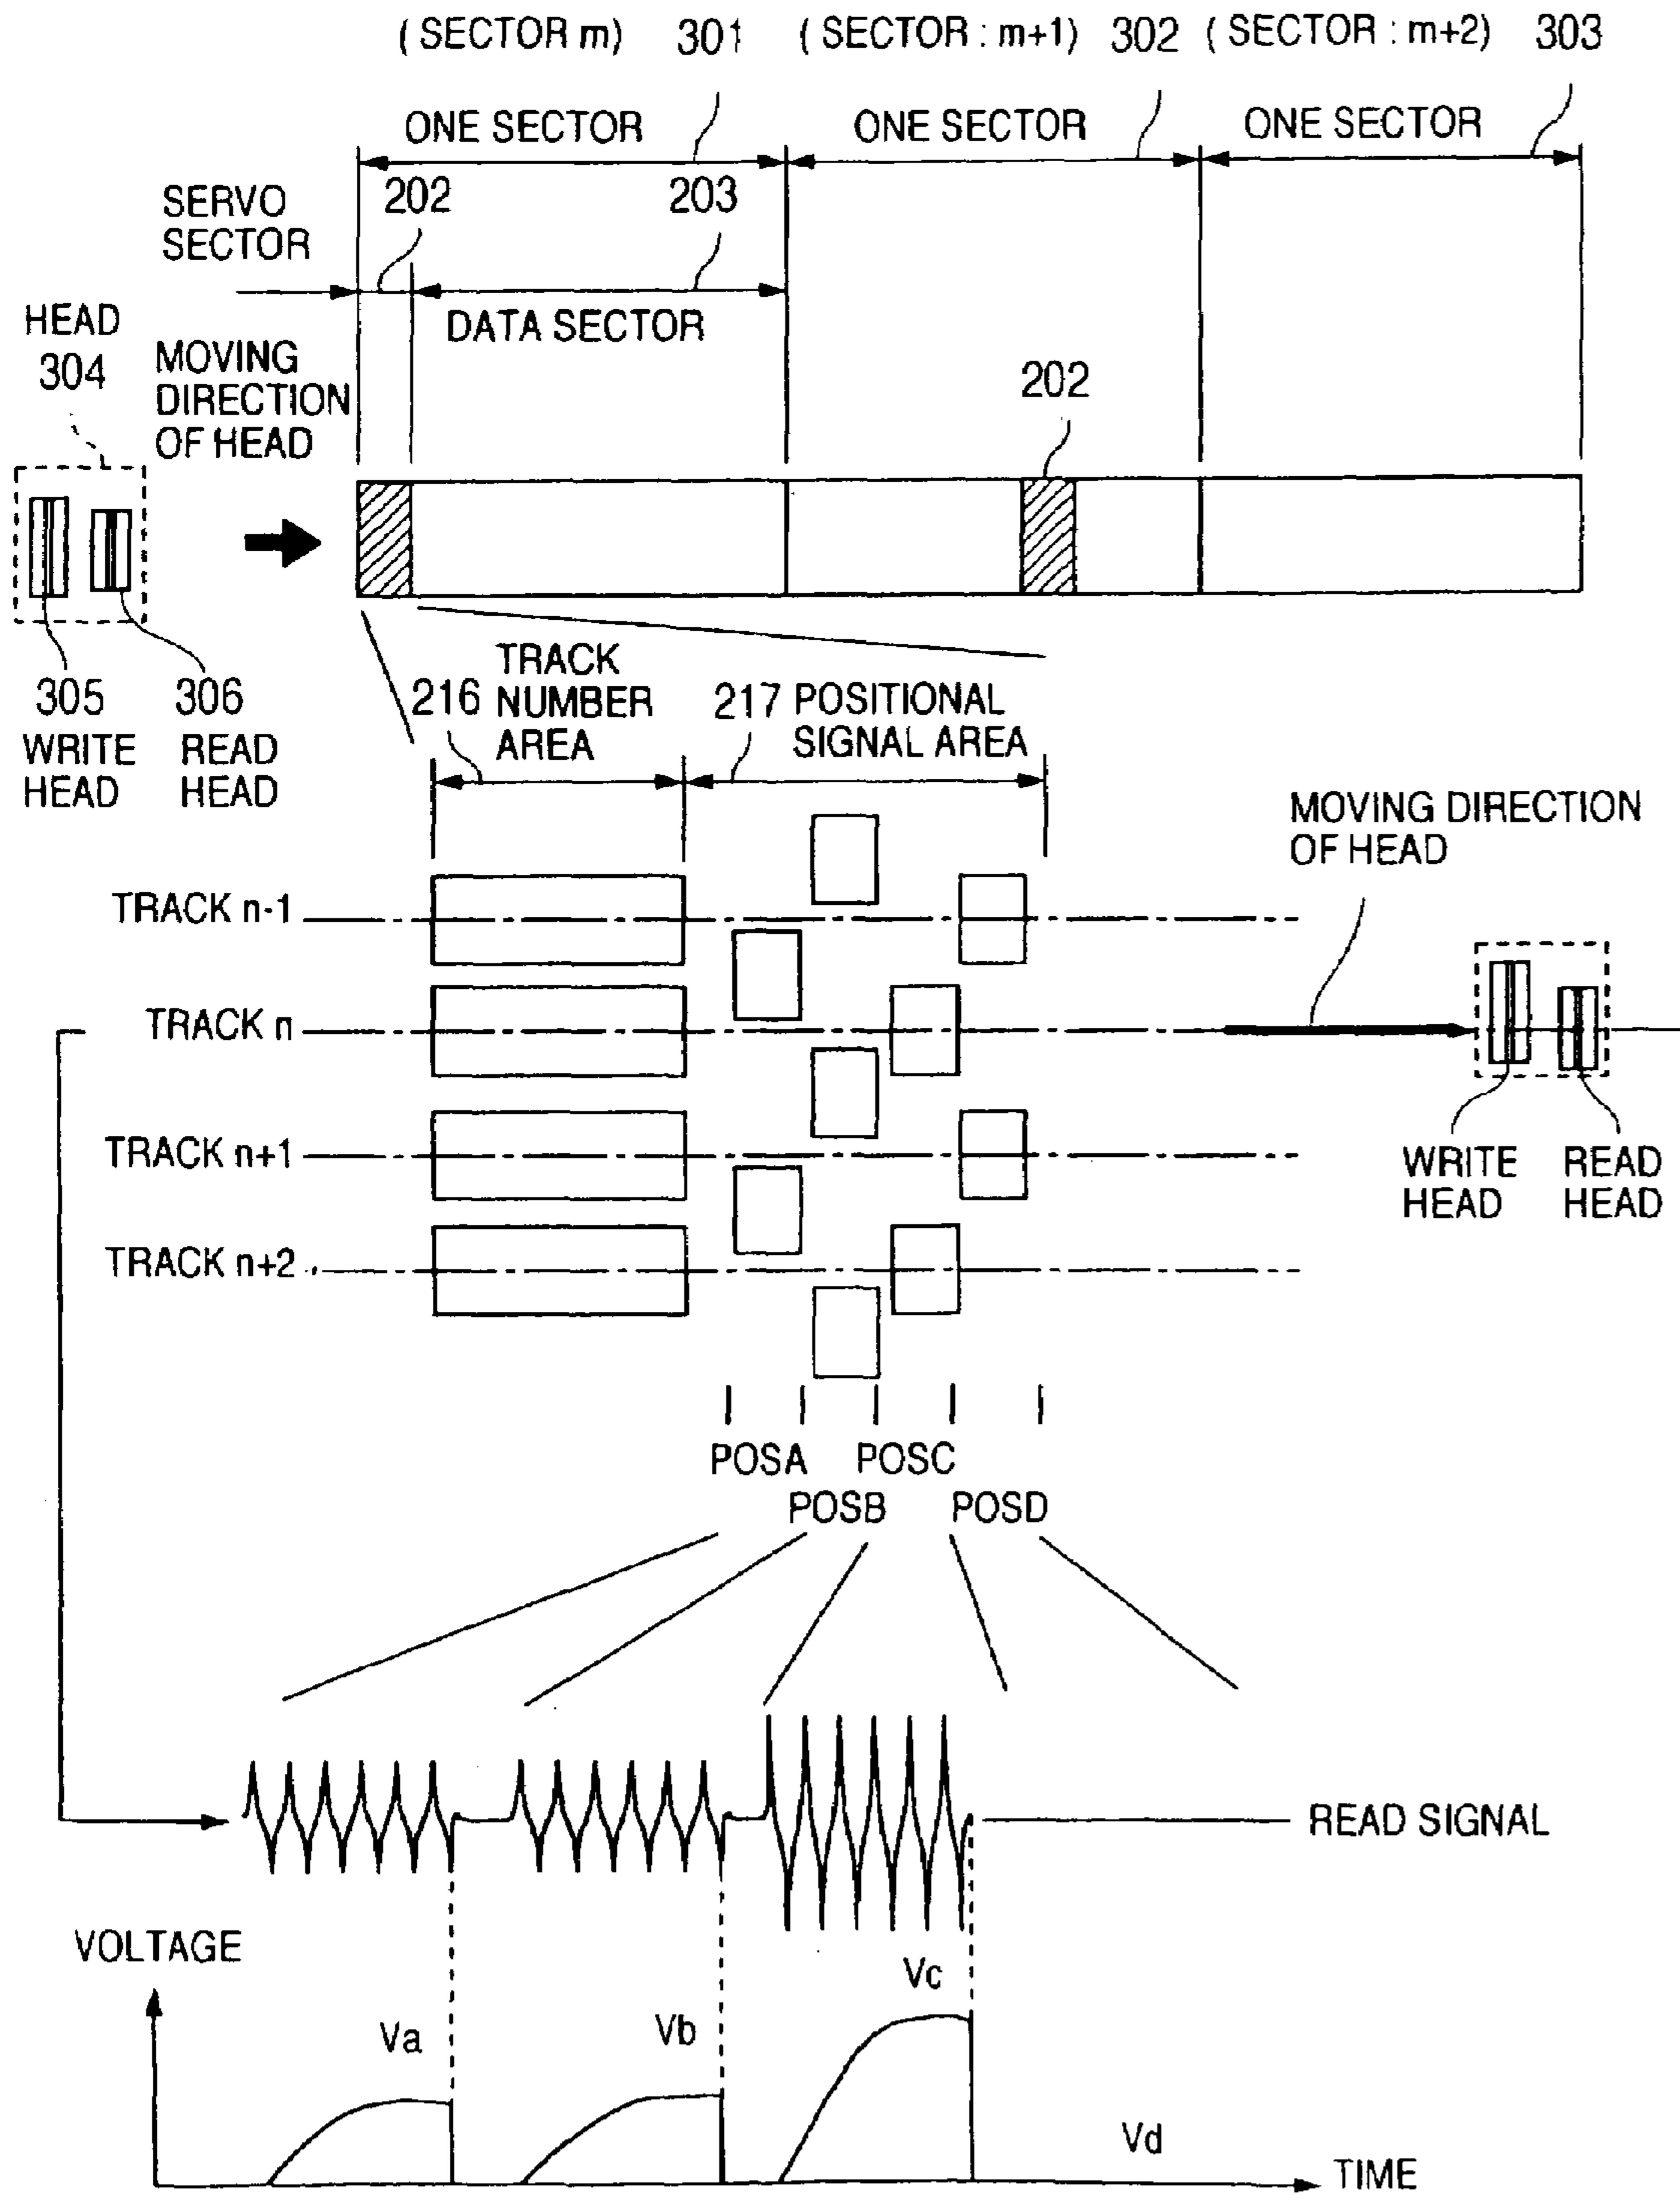 ( SECTOR m) 301 ( SECTOR : m+1) 302 ( SECTOR : m+2) 303
ONE SECTOR ONE SECTOR ONE SECTOR
SERVO
SECTOR
202 203
DATA SECTOR
HEAD
304
MOVING
DIRECTION
OF HEAD
202
305
WRITE
HEAD
306
READ
HEAD
216 TRACK
NUMBER
AREA
217 POSITIONAL
SIGNAL AREA
MOVING DIRECTION
OF HEAD
TRACK n-1
TRACK n
TRACK n+1
TRACK n+2
WRITE
HEAD
READ
HEAD
POSA POSC
POSB POSD
READ SIGNAL
VOLTAGE
Va Vb Vc Vd
TIME